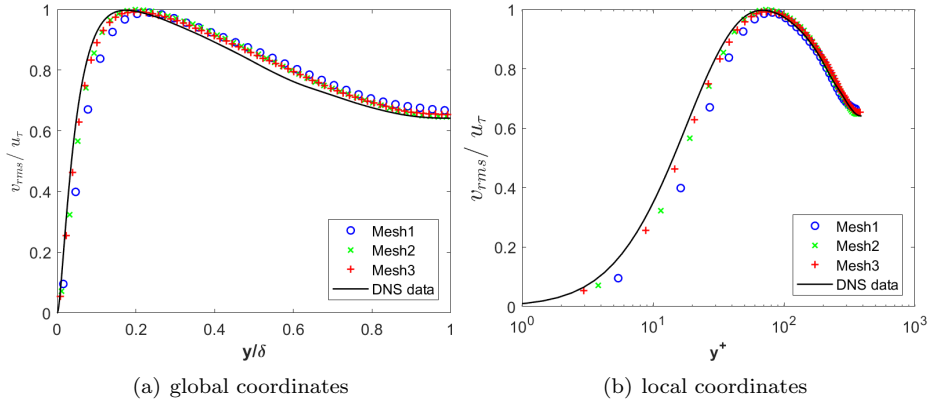 1
0.8
0.6
0.4
0.2
0
v_rms / u_τ
0 0.2 0.4 0.6 0.8 1
y/δ
Mesh1
Mesh2
Mesh3
DNS data
(a) global coordinates
1
0.8
0.6
0.4
0.2
0
v_rms / u_τ
10^0 10^1 10^2 10^3
y^+
Mesh1
Mesh2
Mesh3
DNS data
(b) local coordinates